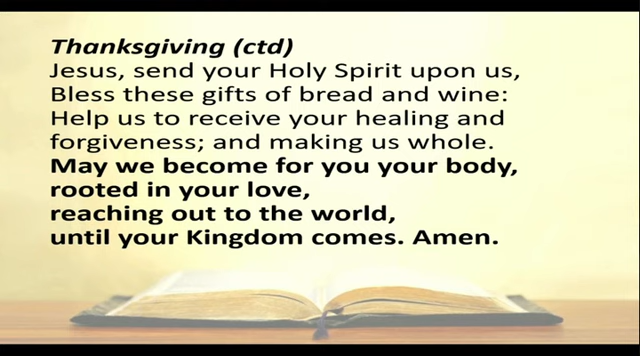 Thanksgiving (ctd)
Jesus, send your Holy Spirit upon us,
Bless these gifts of bread and wine:
Help us to receive your healing and
forgiveness; and making us whole.
May we become for you your body,
rooted in your love,
reaching out to the world,
until your Kingdom comes. Amen.